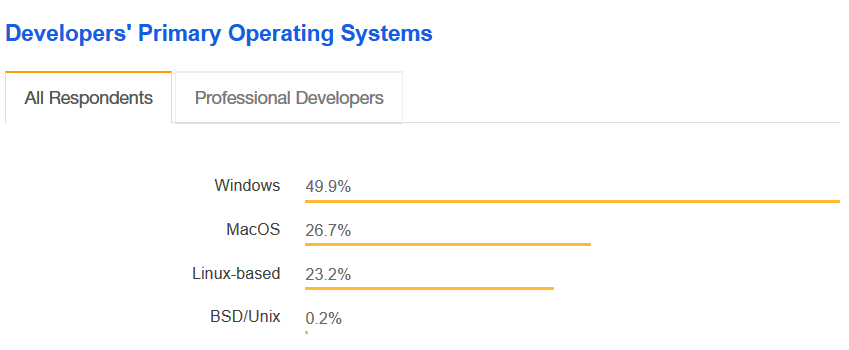 Developers' Primary Operating Systems
All Respondents Professional Developers
Windows 49.9%
MacOS 26.7%
Linux-based 23.2%
BSD/Unix 0.2%